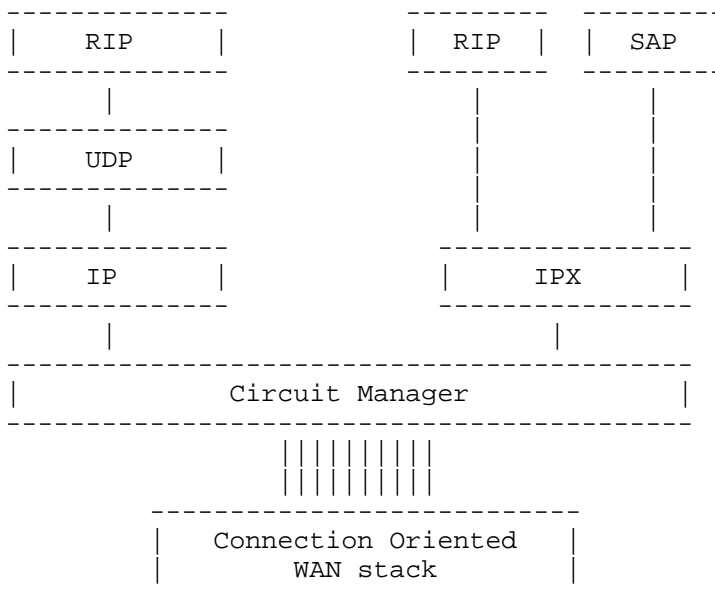 RIP RIP SAP
UDP
IP IPX
Circuit Manager
Connection Oriented
WAN stack